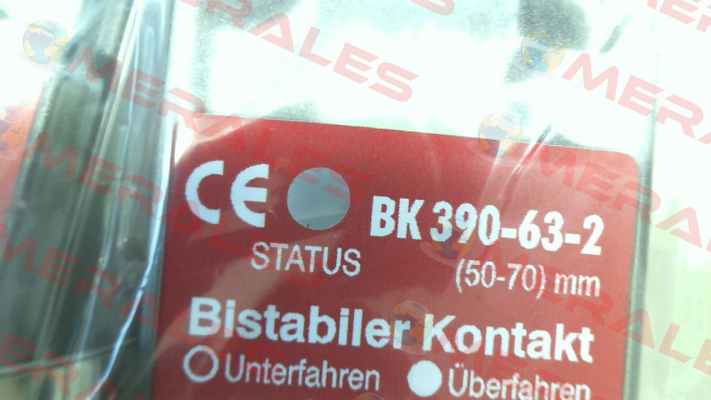 MERALES
MERALES
MERALES
CE BK 390-63-2
STATUS (50-70) mm
Bistabiler Kontakt
Unterfahren Überfahren